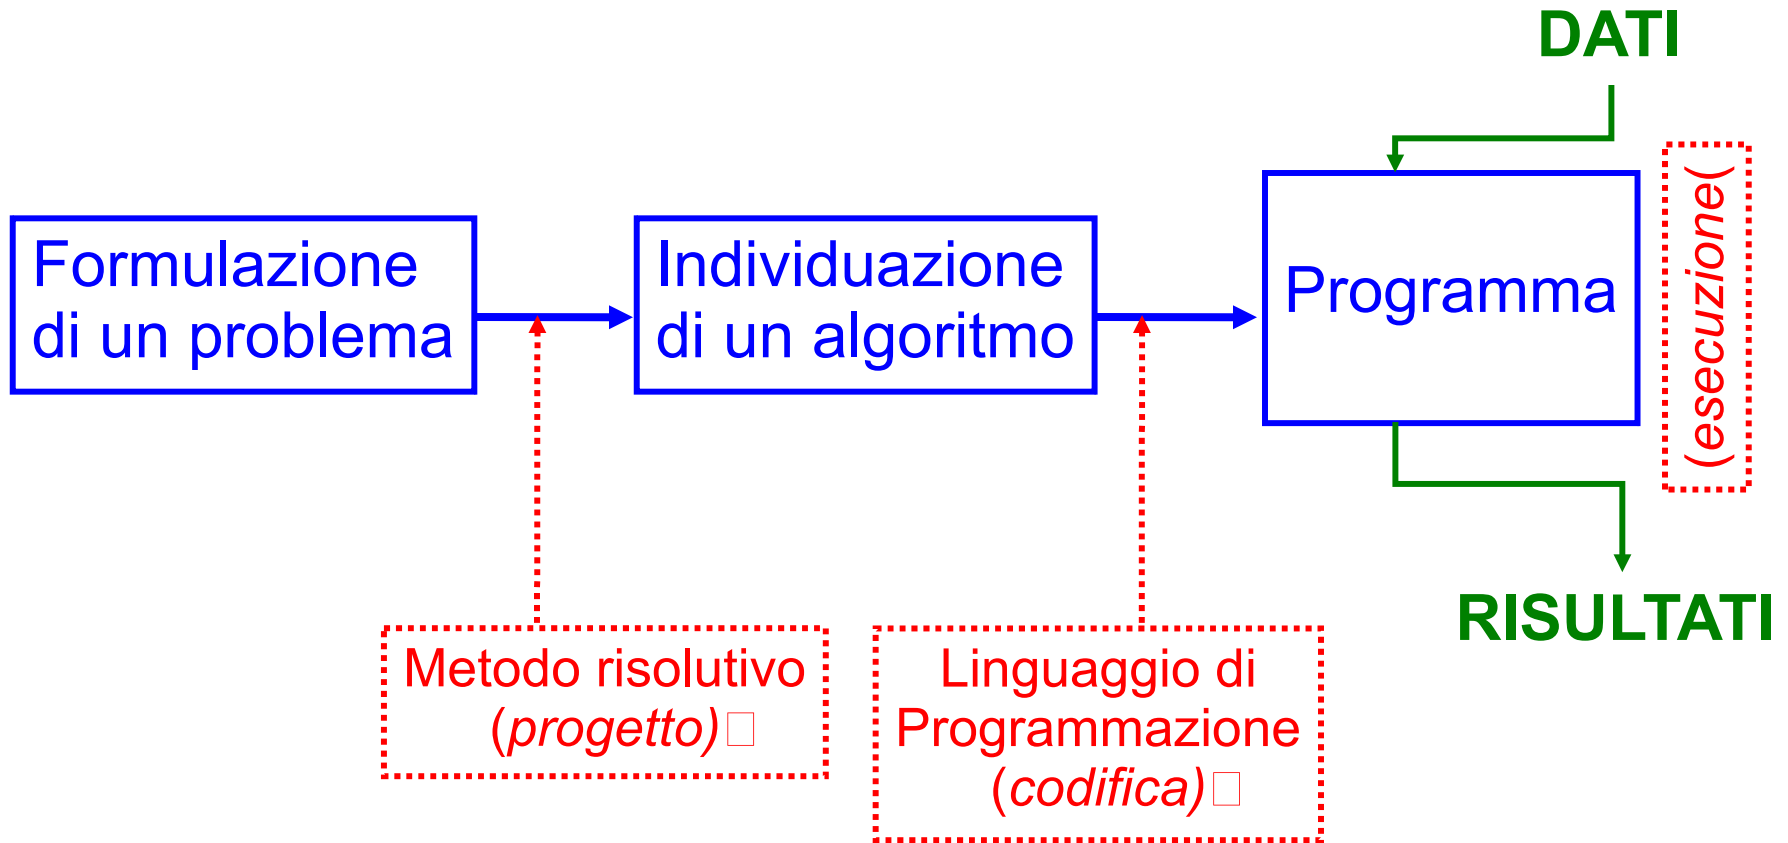 DATI
Formulazione
di un problema
Individuazione
di un algoritmo
Programma
(esecuzione(
RISULTATI
Metodo risolutivo
(progetto)□
Linguaggio di
Programmazione
(codifica)□